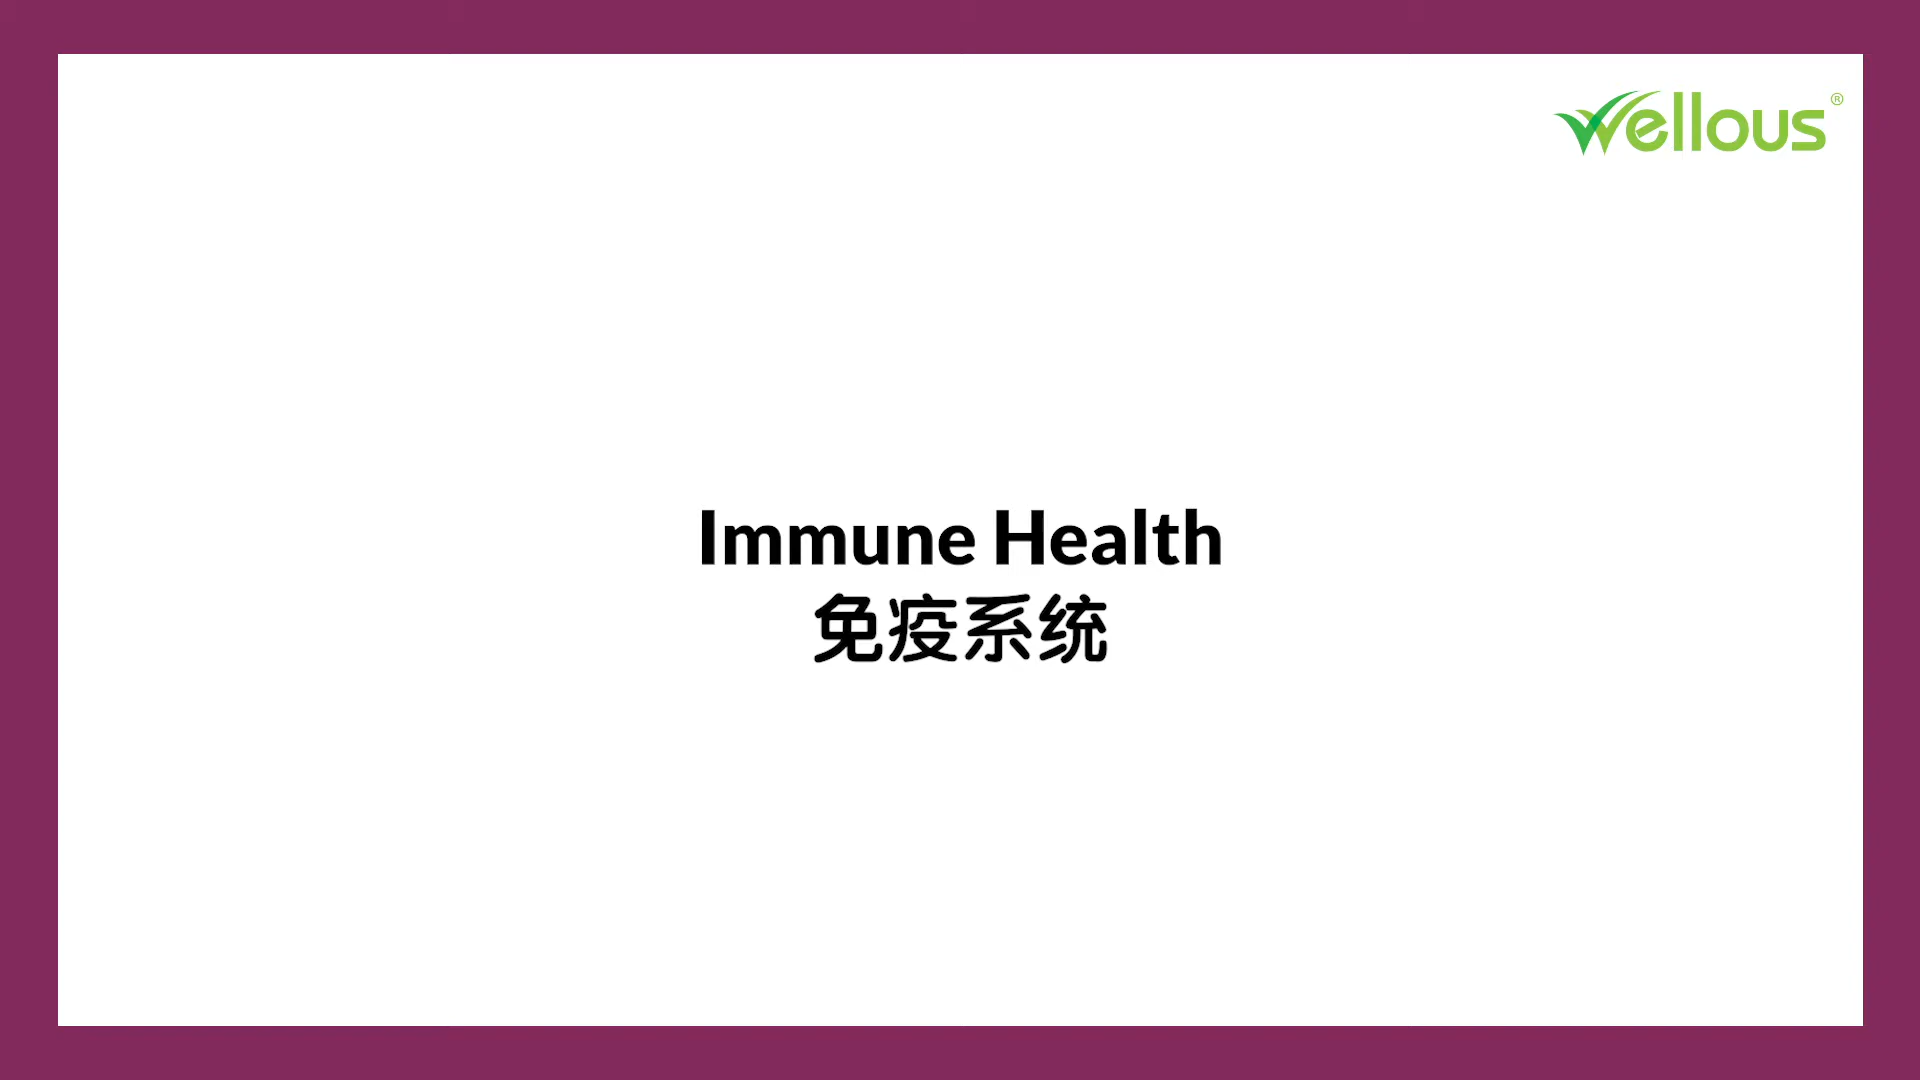 Wellous®
Immune Health
免疫系统